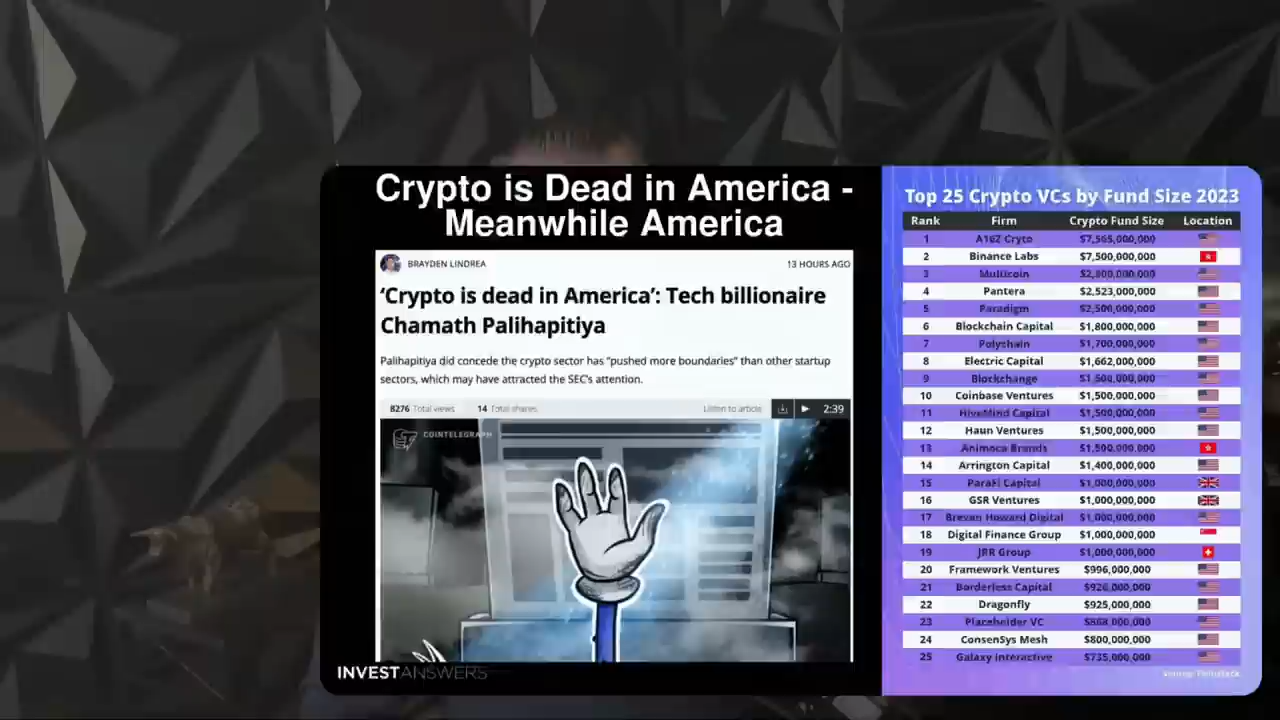 Crypto is Dead in America -
Meanwhile America
BRAYDEN LINDREA
13 HOURS AGO
‘Crypto is dead in America’: Tech billionaire
Chamath Palihapitiya
Palihapitiya did concede the crypto sector has “pushed more boundaries” than other startup
sectors, which may have attracted the SEC’s attention.
8276 Total views 14 Total shares Listen to article 2:39
COINTELEGRAPH
INVESTANSWERS
Top 25 Crypto VCs by Fund Size 2023
Rank Firm Crypto Fund Size Location
1 A16Z Cryto $7,565,000,000
2 Binance Labs $7,500,000,000
3 Multicoin
4 Pantera $2,523,000,000
5 Paradigm $2,500,000,000
6 Blockchain Capital $1,800,000,000
7 Polychain $1,700,000,000
8 Electric Capital $1,662,000,000
9 Blockchange $1,500,000,000
10 Coinbase Ventures $1,500,000,000
11 HiveMind Capital $1,500,000,000
12 Haun Ventures $1,500,000,000
13 Animoca Brands $1,500,000,000
14 Arrington Capital $1,400,000,000
15 ParaFi Capital $1,000,000,000
16 GSR Ventures $1,000,000,000
17 Brevan Howard Digital $1,000,000,000
18 Digital Finance Group $1,000,000,000
19 JRR Group $1,000,000,000
20 Framework Ventures $996,000,000
21 Borderless Capital
22 Dragonfly $925,000,000
23 Placeholder VC
24 ConsenSys Mesh $800,000,000
25 Galaxy Interactive $735,000,000